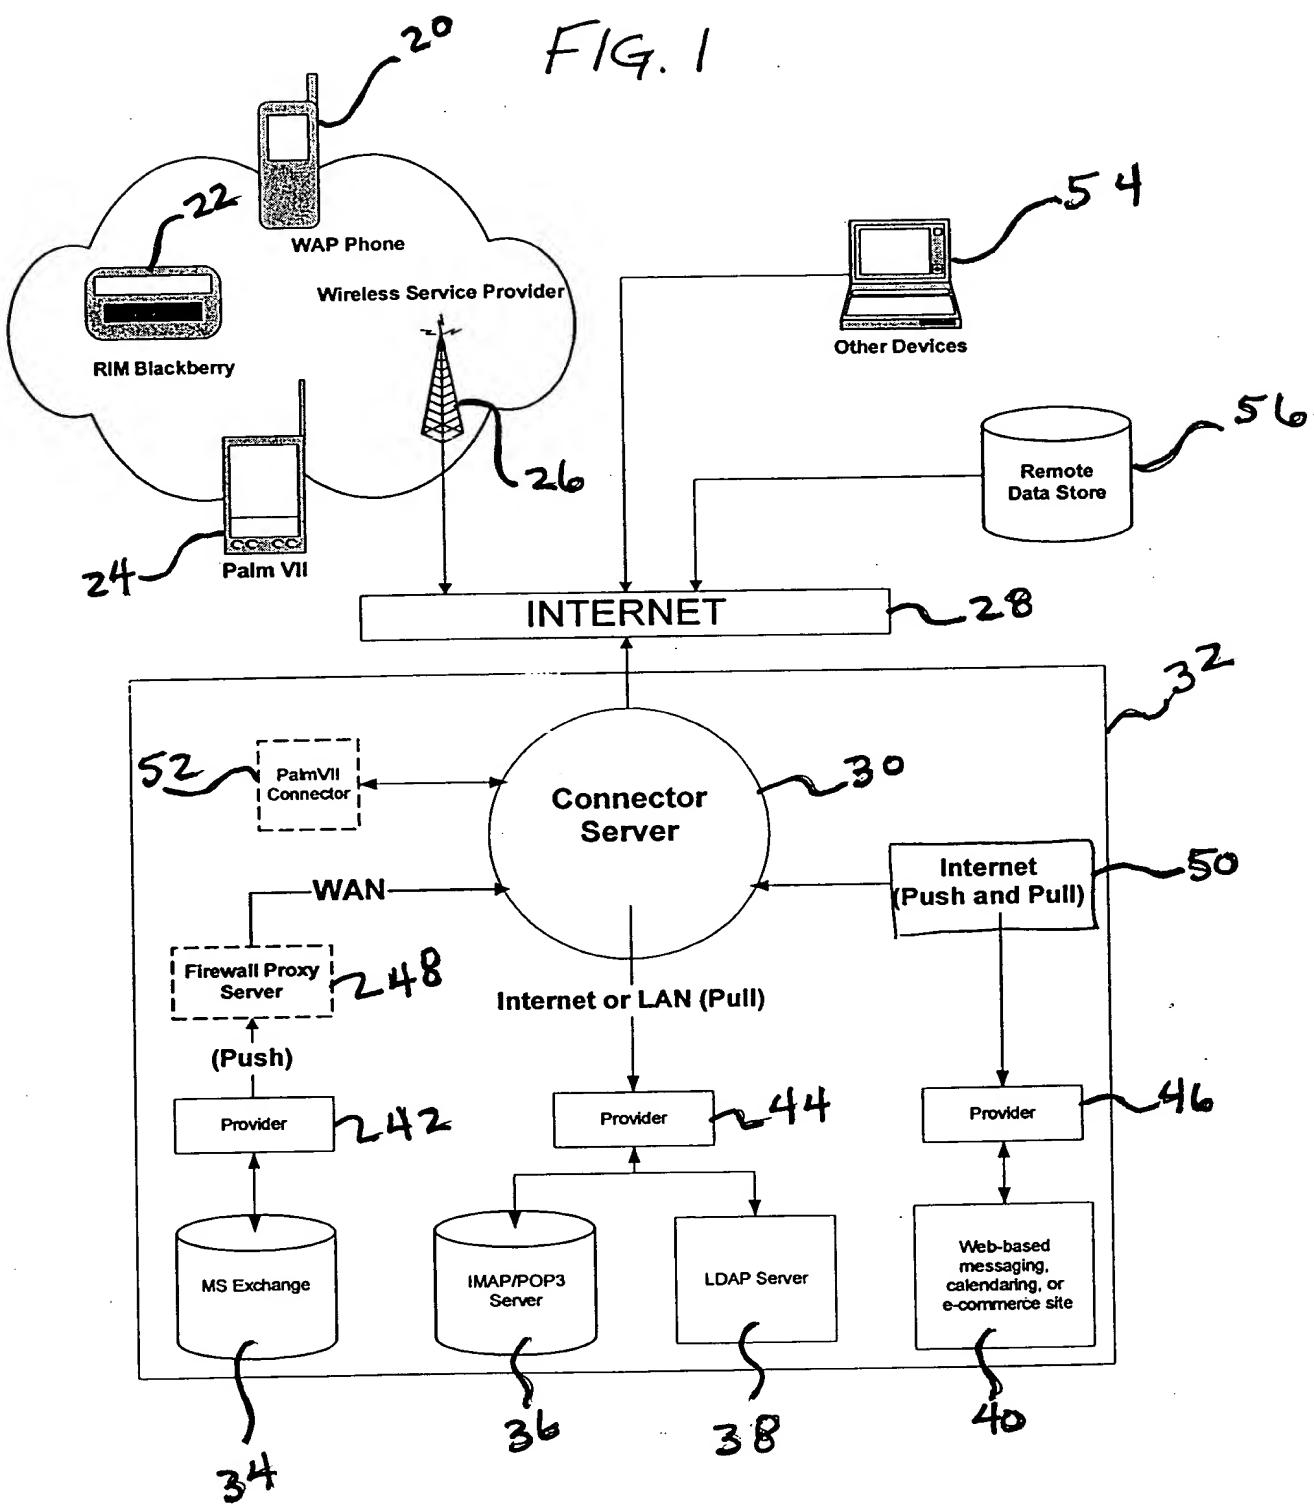 FIG. 1
20
22
WAP Phone
54
Wireless Service Provider
Other Devices
RIM Blackberry
56
Remote
Data Store
26
24
Palm VII
INTERNET
28
32
52
PalmVII
Connector
30
Connector
Server
50
Internet
(Push and Pull)
WAN
Firewall Proxy
Server
248
Internet or LAN (Pull)
(Push)
Provider
242
Provider
44
Provider
46
MS Exchange
IMAP/POP3
Server
LDAP Server
Web-based
messaging,
calendaring, or
e-commerce site
34
36
38
40